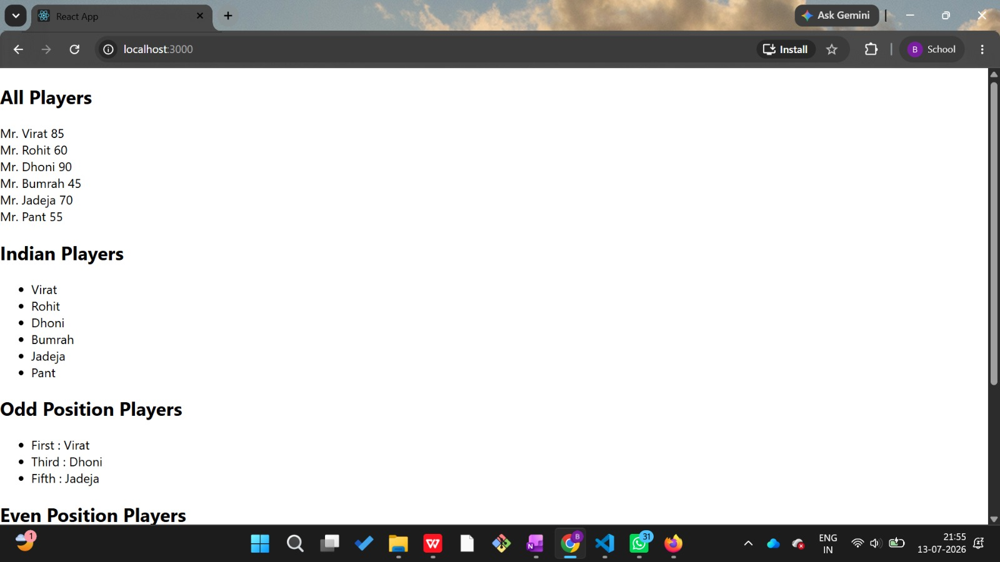 React App
Ask Gemini
localhost:3000
Install
B
School
All Players
Mr. Virat 85
Mr. Rohit 60
Mr. Dhoni 90
Mr. Bumrah 45
Mr. Jadeja 70
Mr. Pant 55
Indian Players
Virat
Rohit
Dhoni
Bumrah
Jadeja
Pant
Odd Position Players
First : Virat
Third : Dhoni
Fifth : Jadeja
Even Position Players
1
W
N
B
31
ENG
IN
21:55
13-07-2026